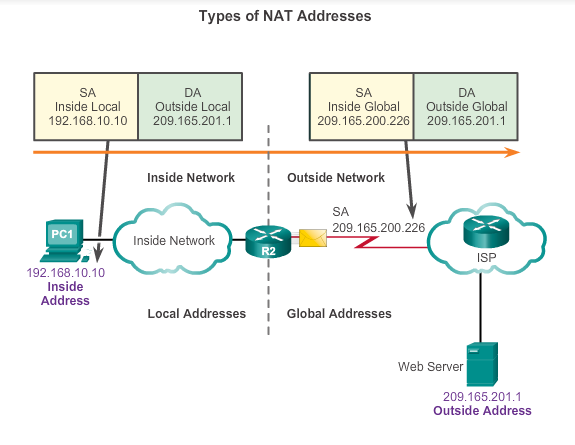 Types of NAT Addresses
SA
Inside Local
192.168.10.10
DA
Outside Local
209.165.201.1
SA
Inside Global
209.165.200.226
DA
Outside Global
209.165.201.1
Inside Network
Outside Network
SA
209.165.200.226
PC1
Inside Network
R2
ISP
192.168.10.10
Inside
Address
Local Addresses
Global Addresses
Web Server
209.165.201.1
Outside Address